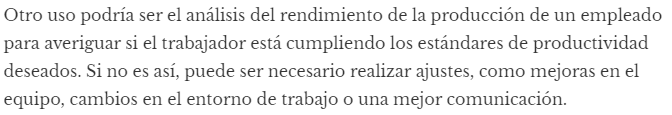 Otro uso podría ser el análisis del rendimiento de la producción de un empleado
para averiguar si el trabajador está cumpliendo los estándares de productividad
deseados. Si no es así, puede ser necesario realizar ajustes, como mejoras en el
equipo, cambios en el entorno de trabajo o una mejor comunicación.